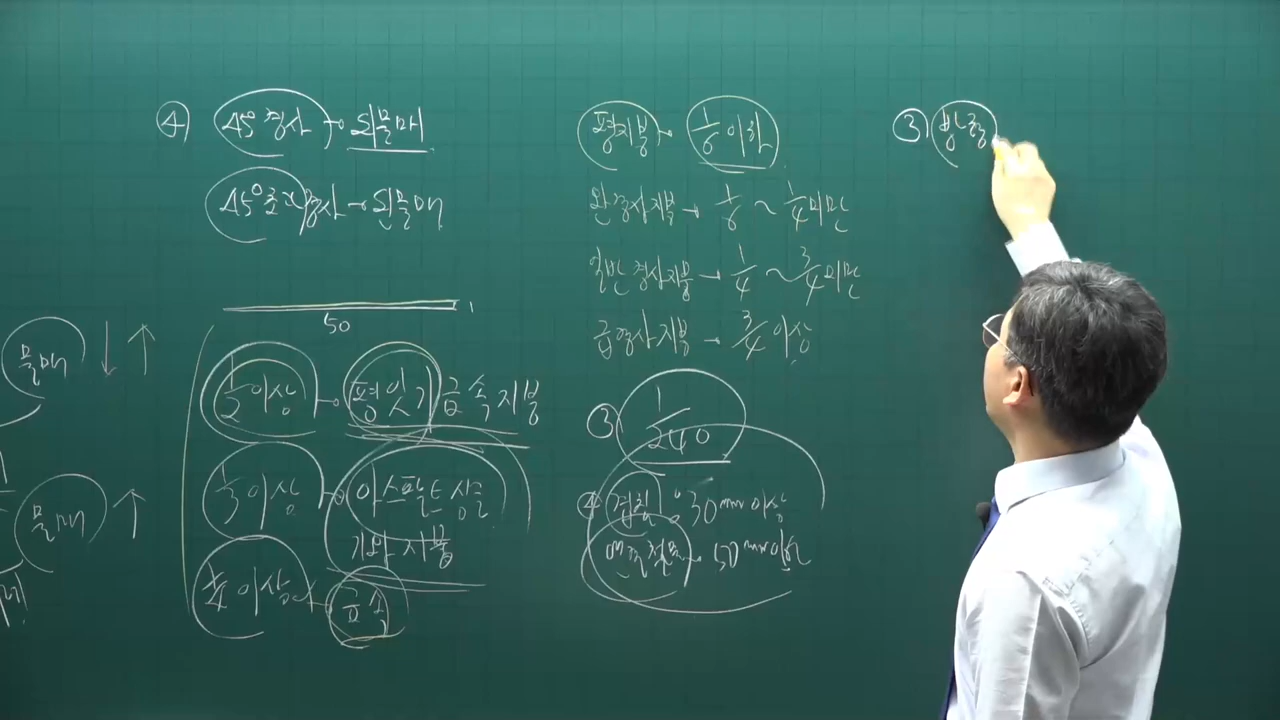 물매 ↓ ↑
물매 ↑
④ 45° 경사 → 되물매
45° 초과경사 → 된물매
50
1/2 이상 → 평잇기 금속 지붕
1/3 이상 → 아스팔트 싱글
기와 지붕
1/4 이상 → 금속
평지붕 → 1/6 이하
완경사지붕 → 1/6 ~ 1/4 미만
일반 경사지붕 → 1/4 ~ 3/4 미만
급경사지붕 → 3/4 이상
③ 1/240
④ 겹침 : 30mm 이상
50mm
③